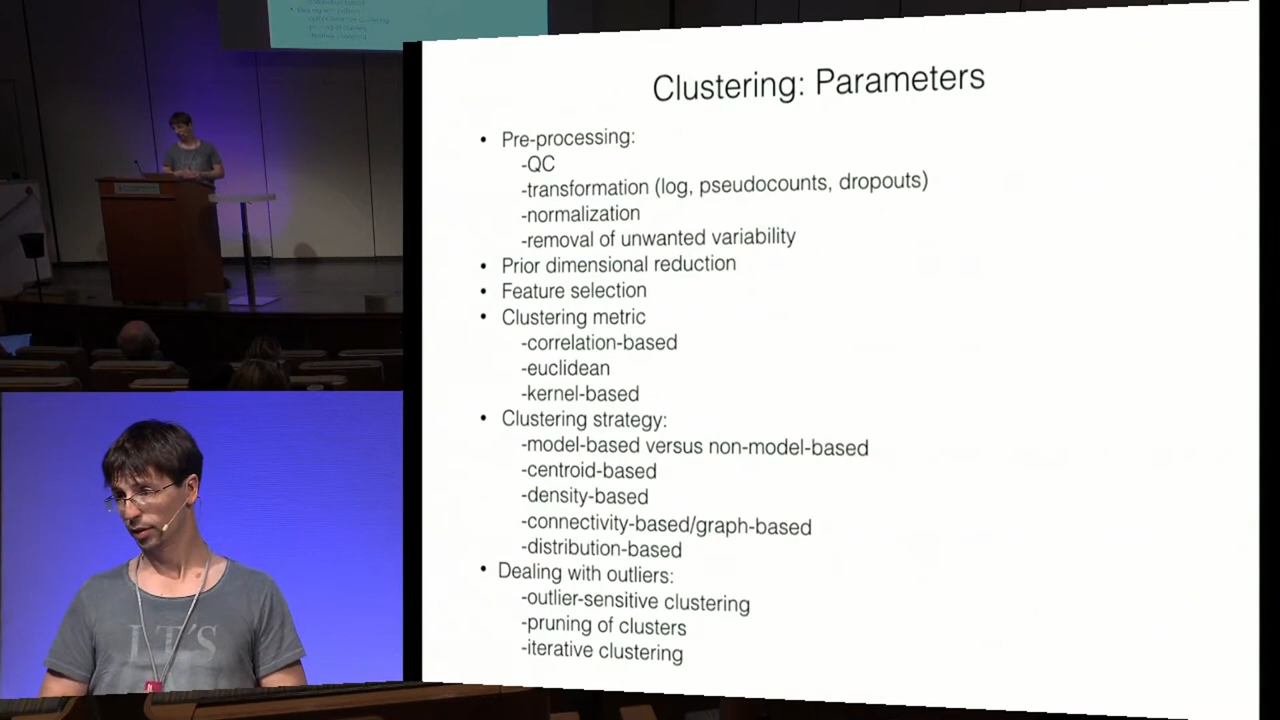 Clustering: Parameters
• Pre-processing:
-QC
-transformation (log, pseudocounts, dropouts)
-normalization
-removal of unwanted variability
• Prior dimensional reduction
• Feature selection
• Clustering metric
-correlation-based
-euclidean
-kernel-based
• Clustering strategy:
-model-based versus non-model-based
-centroid-based
-density-based
-connectivity-based/graph-based
-distribution-based
• Dealing with outliers:
-outlier-sensitive clustering
-pruning of clusters
-iterative clustering